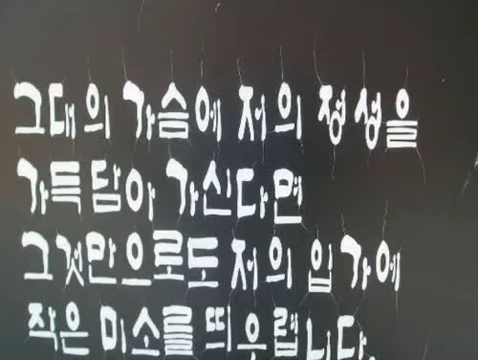 그대의 가슴에 저의 정성을
가득 담아 가신다면
그것만으로도 저의 입가에
작은 미소를 띄우렵니다